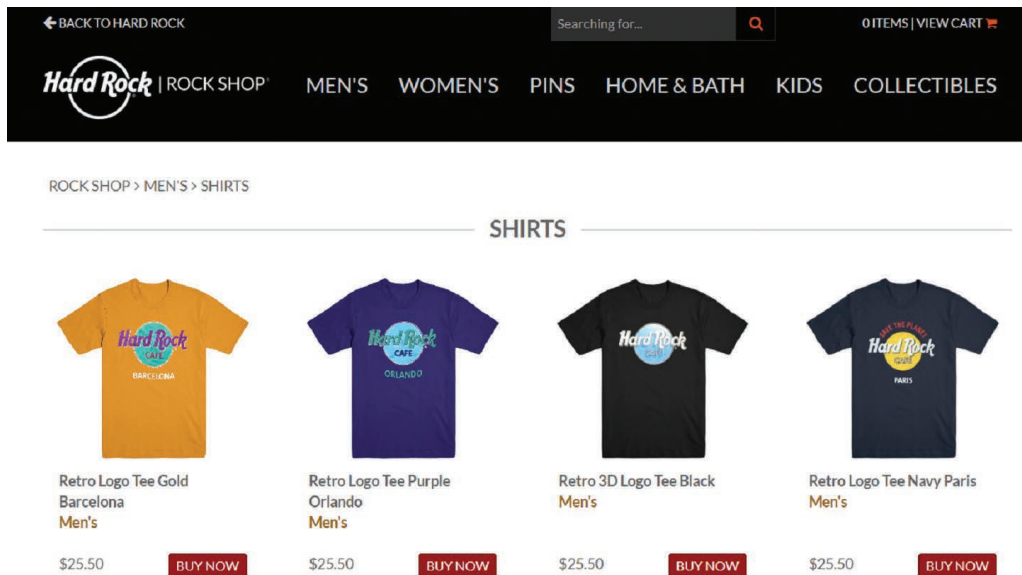 BACK TO HARD ROCK
Searching for...
0 ITEMS | VIEW CART
Hard Rock | ROCK SHOP
MEN'S
WOMEN'S
PINS
HOME & BATH
KIDS
COLLECTIBLES
ROCK SHOP > MEN'S > SHIRTS
SHIRTS
Hard Rock
CAFE
BARCELONA
Hard Rock
CAFE
ORLANDO
Hard Rock
CAFE
SAVE THE PLANET
Hard Rock
CAFE
PARIS
Retro Logo Tee Gold
Barcelona
Men's
$25.50
BUY NOW
Retro Logo Tee Purple
Orlando
Men's
$25.50
BUY NOW
Retro 3D Logo Tee Black
Men's
$25.50
BUY NOW
Retro Logo Tee Navy Paris
Men's
$25.50
BUY NOW